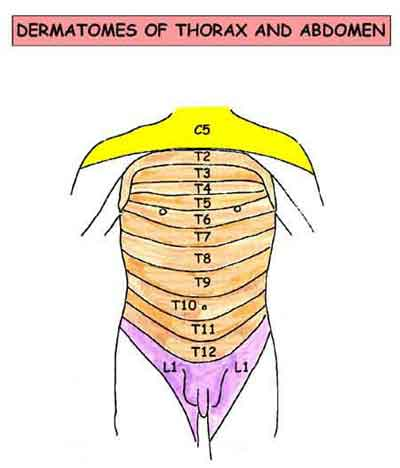 DERMATOMES OF THORAX AND ABDOMEN
C5
T2
T3
T4
T5
T6
T7
T8
T9
T10
T11
T12
L1 L1